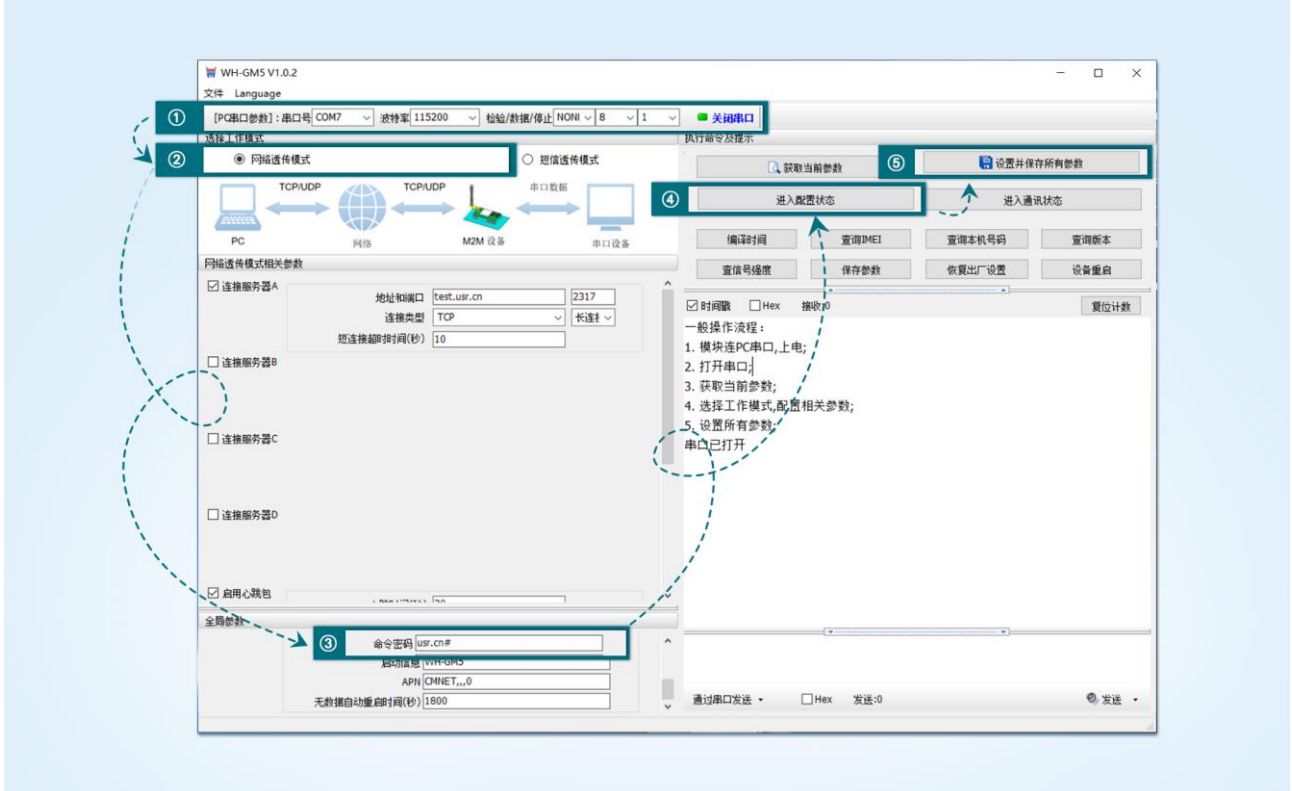 WH-GM5 V1.0.2
文件 Language
① [PC串口参数]：串口号 COM7 波特率 115200 检验/数据/停止 NONI 8 1 关闭串口
选择工作模式
② 网络透传模式 短信透传模式
TCP/UDP TCP/UDP 串口数据
PC 网络 M2M 设备 串口设备
网络透传模式相关参数
连接服务器A
地址和端口 test.usr.cn 2317
连接类型 TCP 长连接
短连接超时时间(秒) 10
连接服务器B
连接服务器C
连接服务器D
启用心跳包
全局参数
③ 命令密码 usr.cn#
启动信息 WH-GM5
APN CMNET,,,0
无数据自动重启时间(秒) 1800
执行命令及提示
获取当前参数 ⑤ 设置并保存所有参数
④ 进入配置状态 进入通讯状态
编译时间 查询IMEI 查询本机号码 查询版本
查信号强度 保存参数 恢复出厂设置 设备重启
时间戳 Hex 接收:0 复位计数
一般操作流程：
1. 模块连PC串口,上电;
2. 打开串口;
3. 获取当前参数;
4. 选择工作模式,配置相关参数;
5. 设置所有参数;
串口已打开
通过串口发送 Hex 发送:0 发送